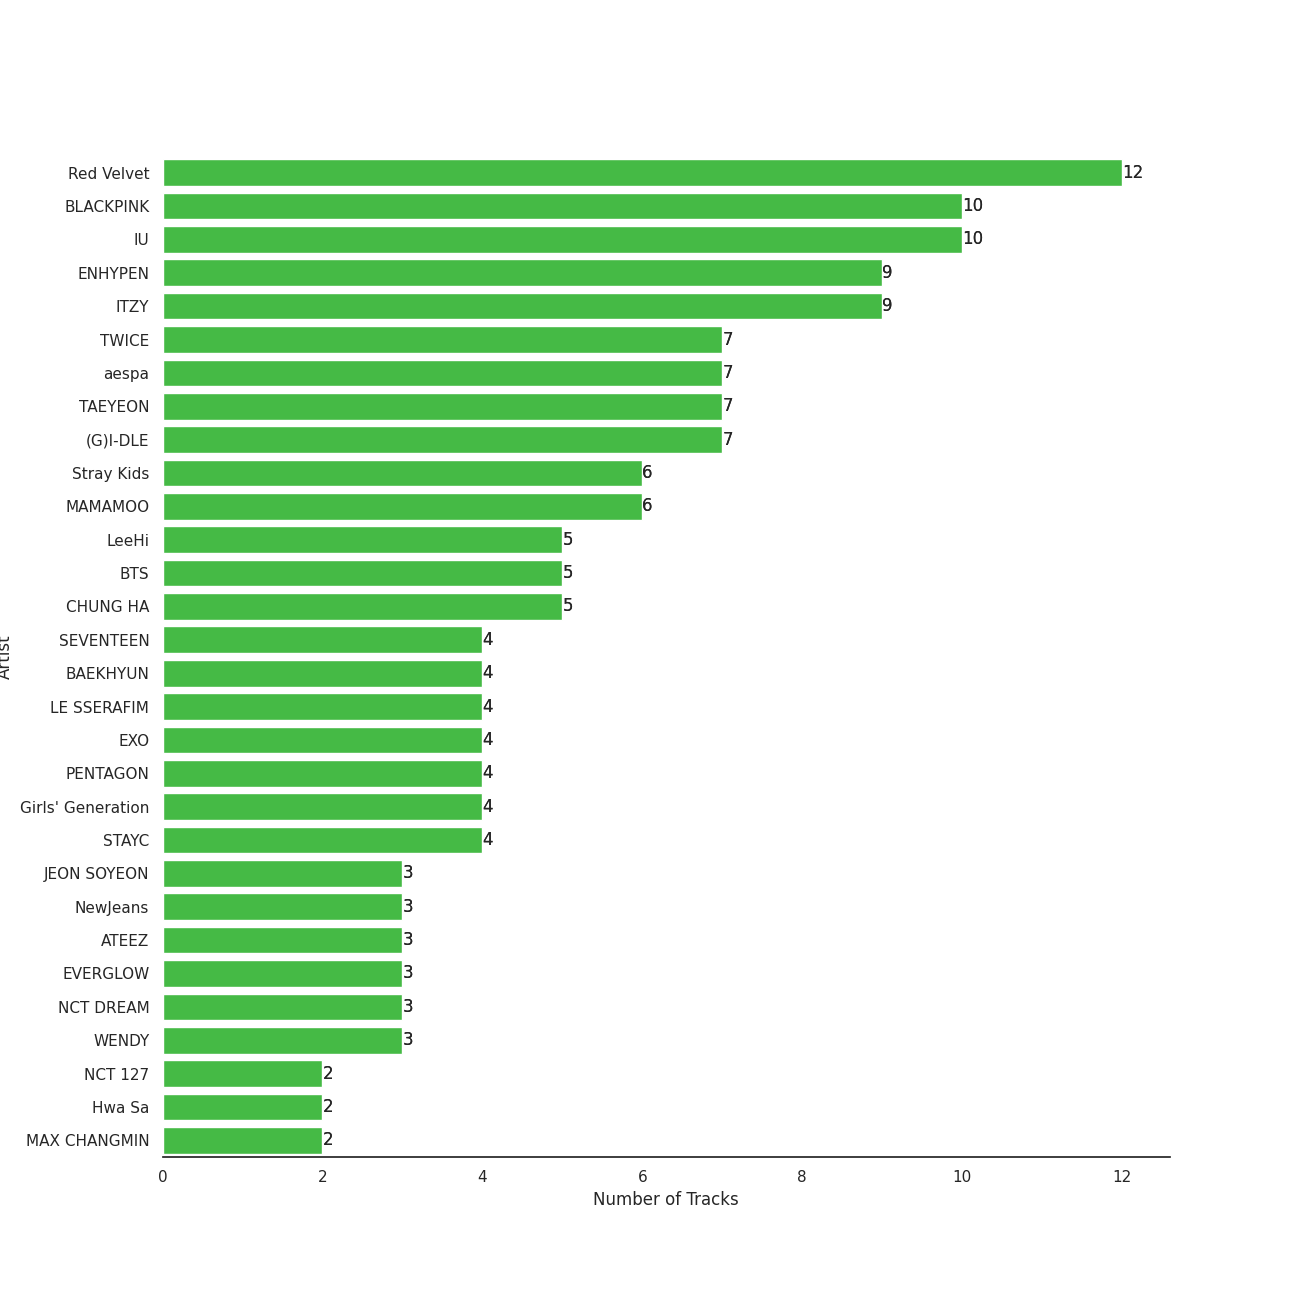 Red Velvet 12
BLACKPINK 10
IU 10
ENHYPEN 9
ITZY 9
TWICE 7
aespa 7
TAEYEON 7
(G)I-DLE 7
Stray Kids 6
MAMAMOO 6
LeeHi 5
BTS 5
CHUNG HA 5
SEVENTEEN 4
BAEKHYUN 4
LE SSERAFIM 4
EXO 4
PENTAGON 4
Girls' Generation 4
STAYC 4
JEON SOYEON 3
NewJeans 3
ATEEZ 3
EVERGLOW 3
NCT DREAM 3
WENDY 3
NCT 127 2
Hwa Sa 2
MAX CHANGMIN 2
0 2 4 6 8 10 12
Number of Tracks
Artist